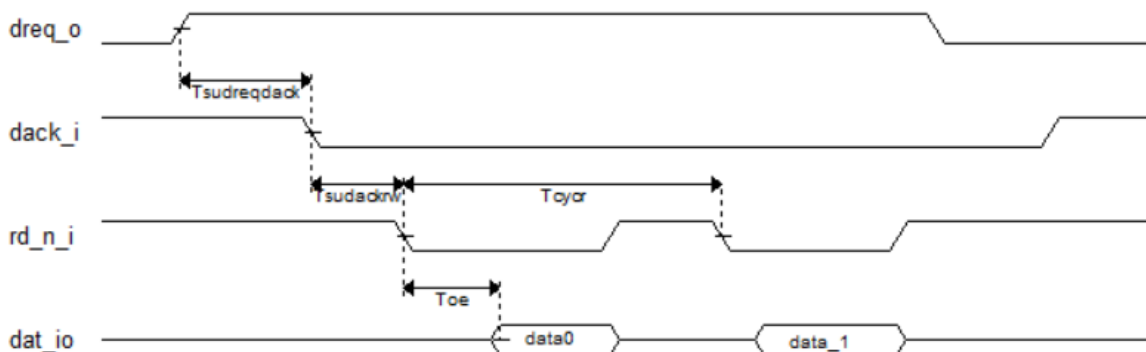 dreq_o
Tsudreqdack
dack_i
Tsudackrw Tcycr
rd_n_i
Toe
dat_io data0 data_1